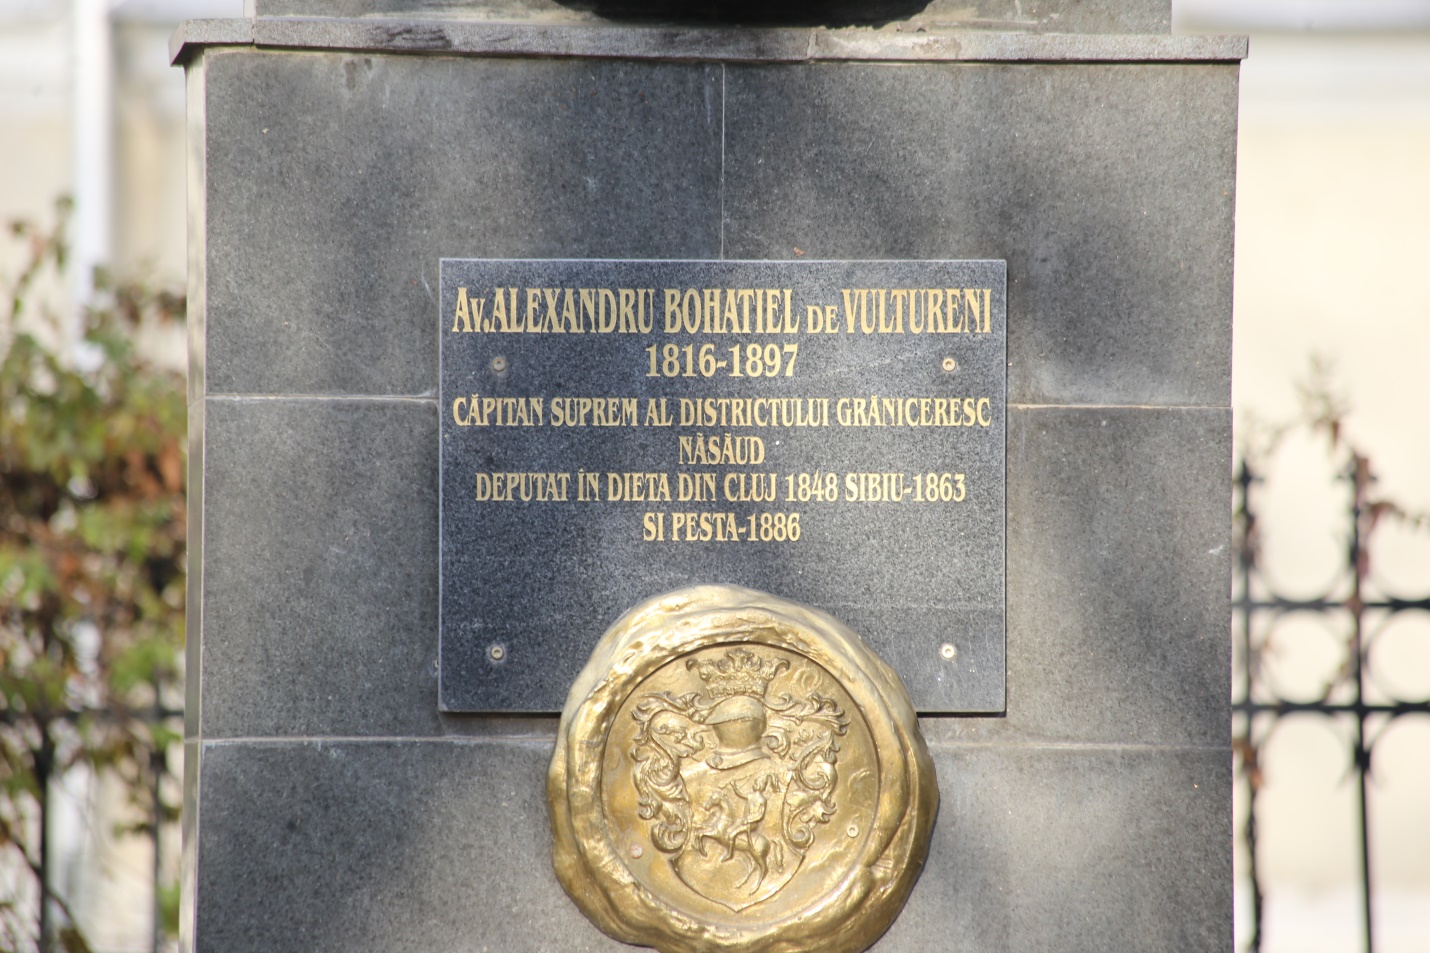 Av. ALEXANDRU BOHATIEL DE VULTURENI
1816-1897
CĂPITAN SUPREM AL DISTRICTULUI GRĂNICERESC
NĂSĂUD
DEPUTAT ÎN DIETA DIN CLUJ 1848 SIBIU-1863
SI PESTA-1886